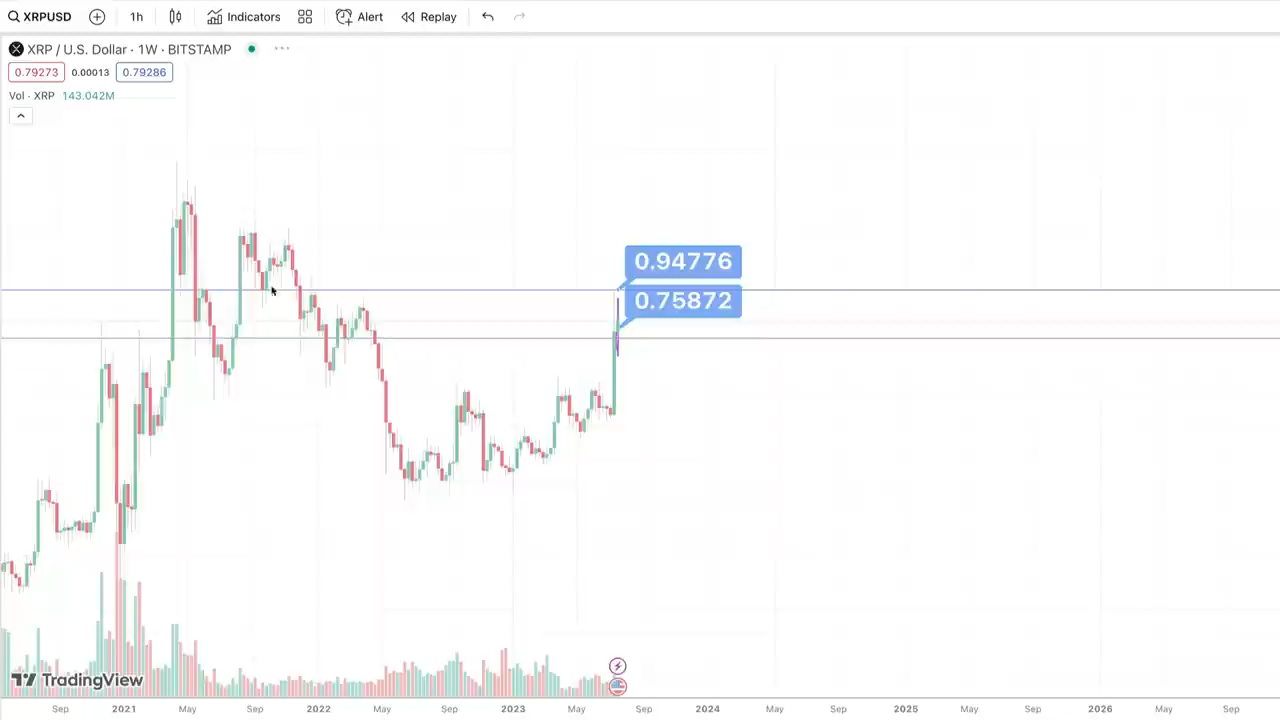 XRPUSD 1h Indicators Alert Replay
XRP / U.S. Dollar · 1W · BITSTAMP
0.79273 0.00013 0.79286
Vol · XRP 143.042M
0.94776
0.75872
TradingView
Sep 2021 May Sep 2022 May Sep 2023 May Sep 2024 May Sep 2025 May Sep 2026 May Sep